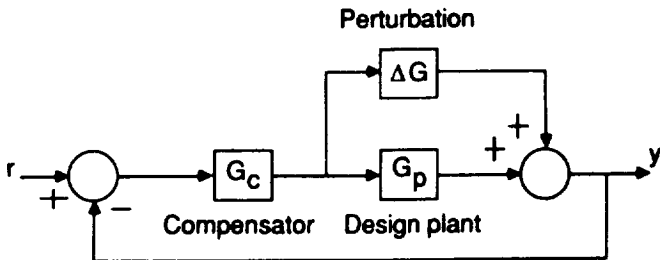 Perturbation
ΔG
+
r
+
−
G_c
G_p
+
y
Compensator
Design plant